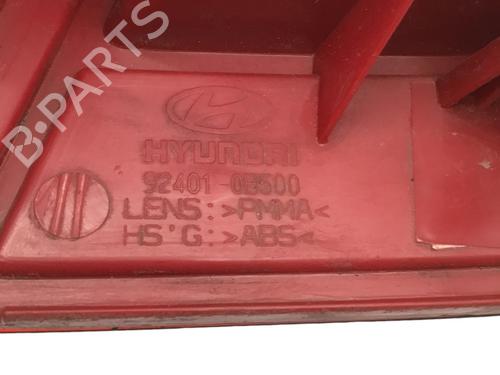 B-PARTS
HYUNDAI
92401-0B500
LENS:>PMMA<
HS'G:>ABS<